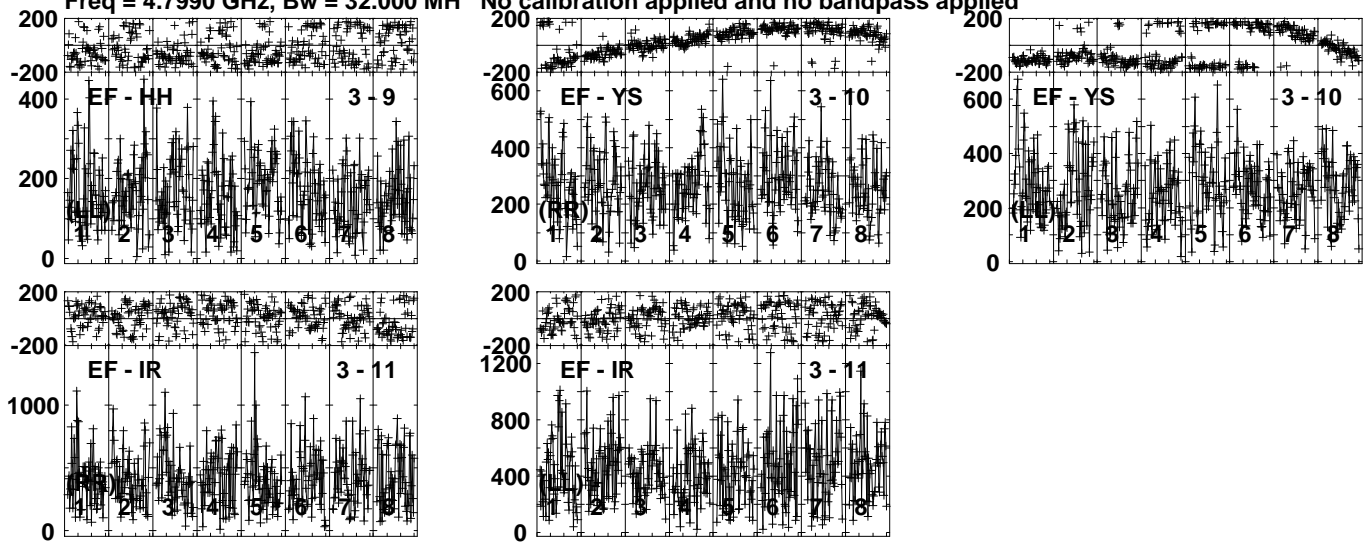 Freq = 4.7990 GHz, Bw = 32.000 MH No calibration applied and no bandpass applied
200
-200
EF - HH 3 - 9
400
200
0
(LL)
1 2 3 4 5 6 7 8
200
-200
EF - YS 3 - 10
600
400
200
0
(RR)
1 2 3 4 5 6 7 8
200
-200
EF - YS 3 - 10
600
400
200
0
(LL)
1 2 3 4 5 6 7 8
200
-200
EF - IR 3 - 11
1000
0
(RR)
1 2 3 4 5 6 7 8
200
-200
EF - IR 3 - 11
1200
800
400
0
(LL)
1 2 3 4 5 6 7 8